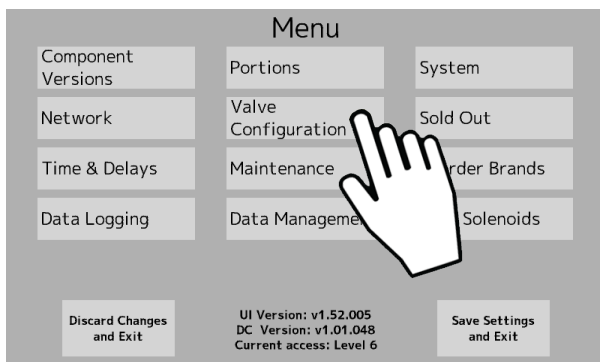 Menu
Component
Versions
Portions
System
Network
Valve
Configuration
Sold Out
Time & Delays
Maintenance
rder Brands
Data Logging
Data Manageme
Solenoids
Discard Changes
and Exit
UI Version: v1.52.005
DC Version: v1.01.048
Current access: Level 6
Save Settings
and Exit